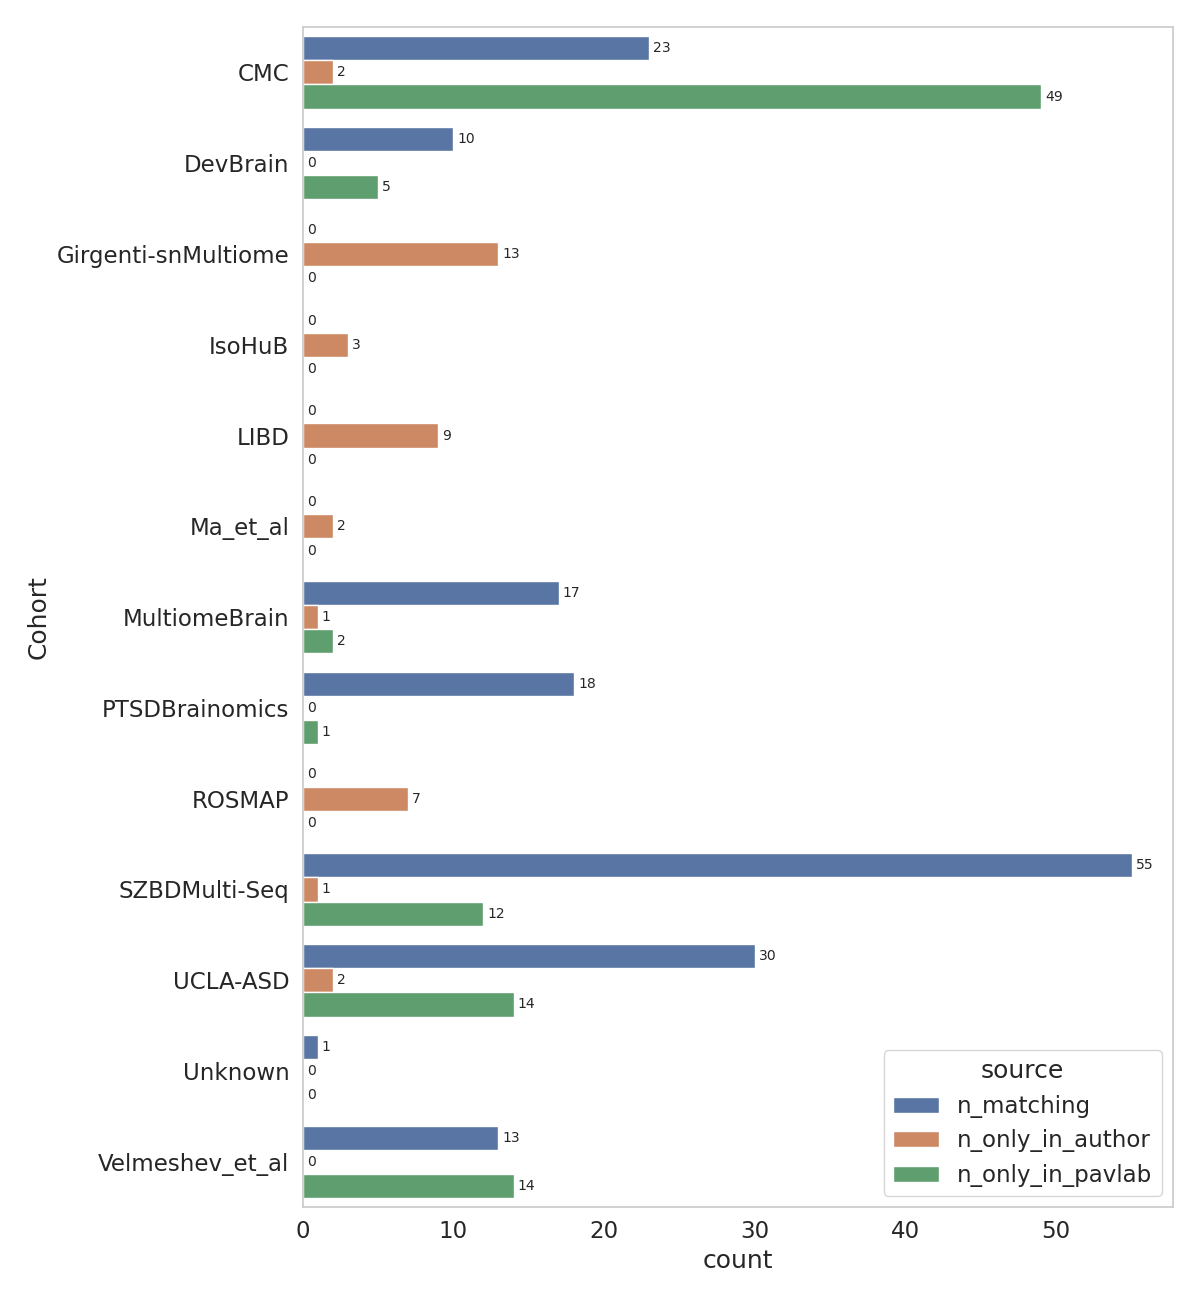 CMC
23
2
49
DevBrain
10
0
5
Girgenti-snMultiome
0
13
0
IsoHuB
0
3
0
LIBD
0
9
0
Ma_et_al
0
2
0
MultiomeBrain
17
1
2
PTSDBrainomics
18
0
1
ROSMAP
0
7
0
SZBDMulti-Seq
55
1
12
UCLA-ASD
30
2
14
Unknown
1
0
0
Velmeshev_et_al
13
0
14
Cohort
source
n_matching
n_only_in_author
n_only_in_pavlab
0 10 20 30 40 50
count